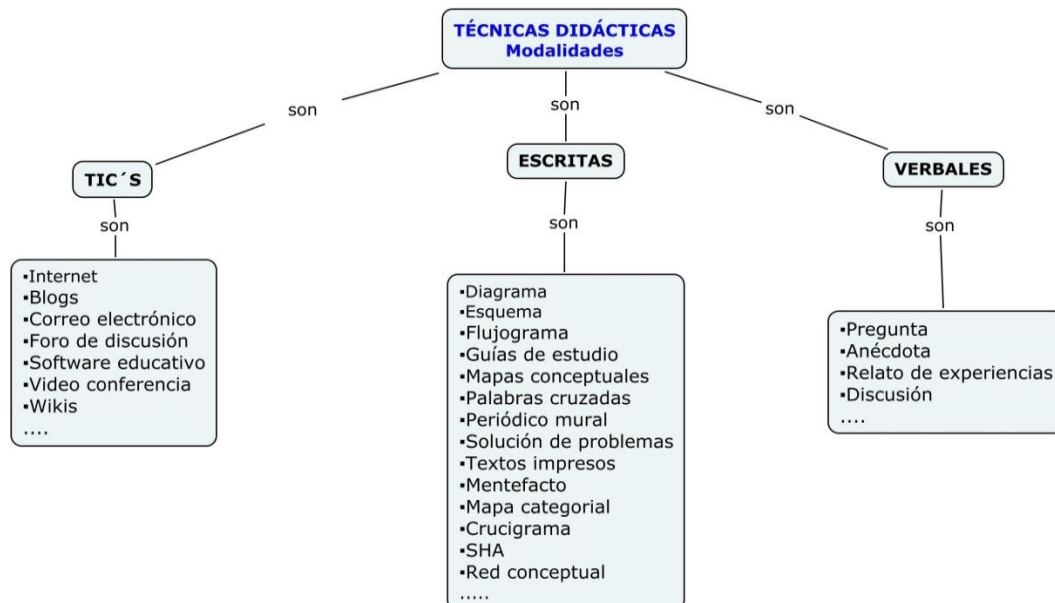 TÉCNICAS DIDÁCTICAS
Modalidades
son
son
son
TIC´S
ESCRITAS
VERBALES
son
son
son
▪Internet
▪Blogs
▪Correo electrónico
▪Foro de discusión
▪Software educativo
▪Video conferencia
▪Wikis
....
▪Diagrama
▪Esquema
▪Flujograma
▪Guías de estudio
▪Mapas conceptuales
▪Palabras cruzadas
▪Periódico mural
▪Solución de problemas
▪Textos impresos
▪Mentefacto
▪Mapa categorial
▪Crucigrama
▪SHA
▪Red conceptual
.....
▪Pregunta
▪Anécdota
▪Relato de experiencias
▪Discusión
....